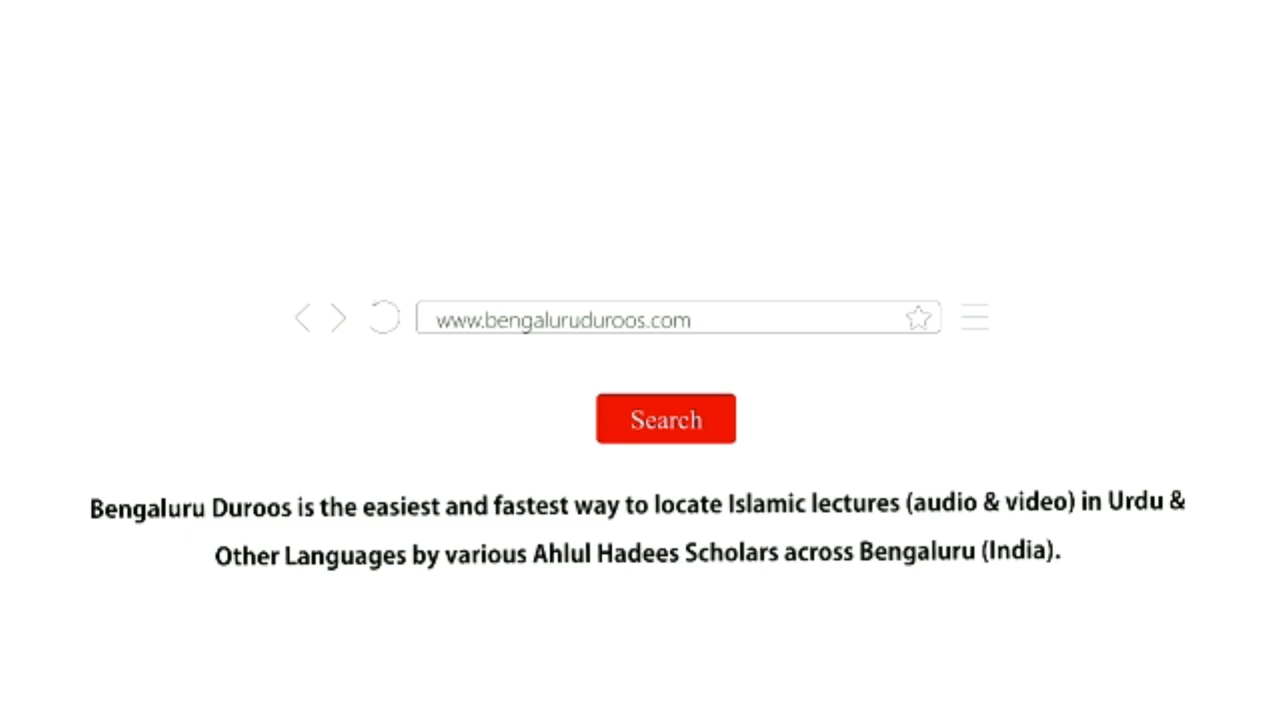 www.bengaluruduroos.com
Search
Bengaluru Duroos is the easiest and fastest way to locate Islamic lectures (audio & video) in Urdu &
Other Languages by various Ahlul Hadees Scholars across Bengaluru (India).